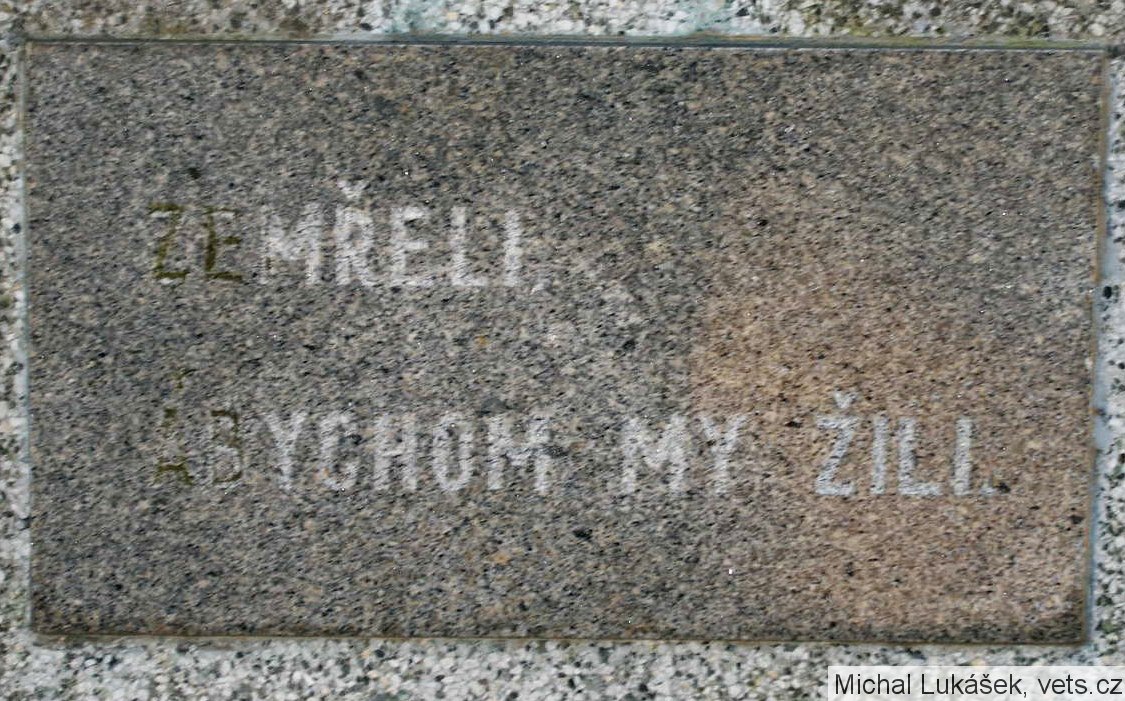 ZEMŘELI,
ABYCHOM MY ŽILI.
Michal Lukášek, vets.cz